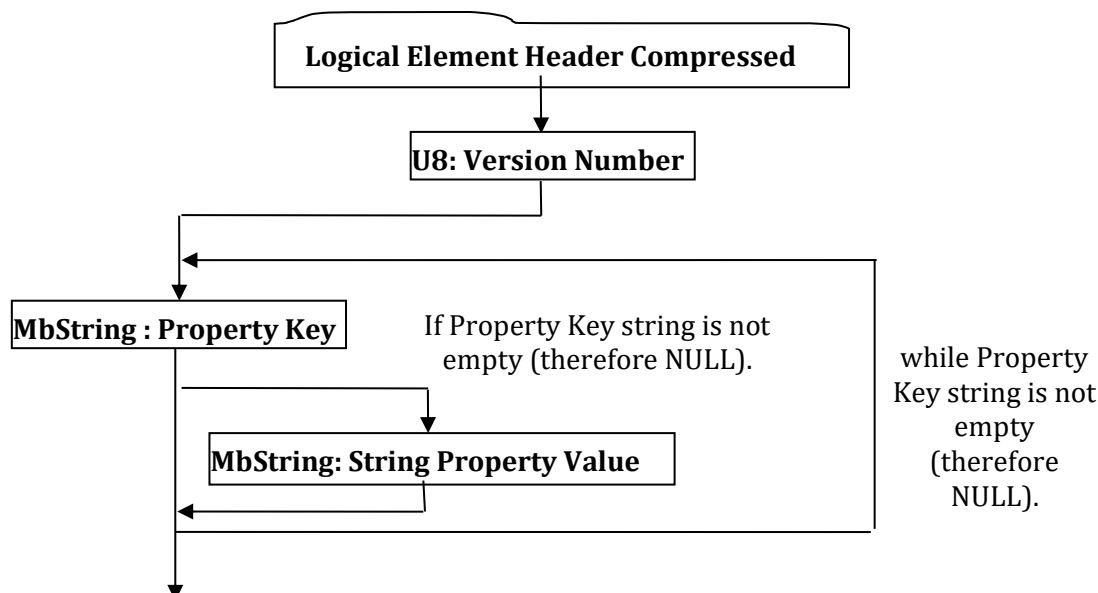 Logical Element Header Compressed
U8: Version Number
MbString : Property Key
If Property Key string is not
empty (therefore NULL).
while Property
Key string is not
empty
(therefore
NULL).
MbString: String Property Value